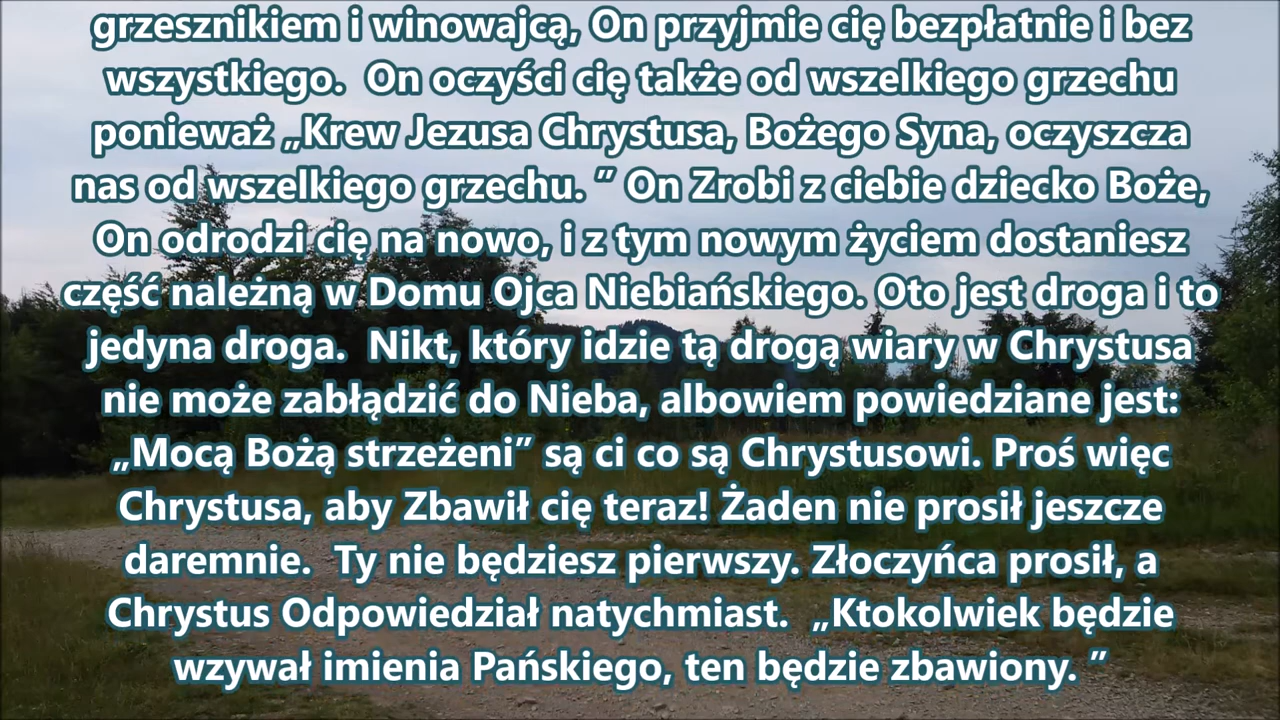 grzesznikiem i winowajcą, On przyjmie cię bezpłatnie i bez
wszystkiego.  On oczyści cię także od wszelkiego grzechu
ponieważ „Krew Jezusa Chrystusa, Bożego Syna, oczyszcza
nas od wszelkiego grzechu. ” On Zrobi z ciebie dziecko Boże,
On odrodzi cię na nowo, i z tym nowym życiem dostaniesz
część należną w Domu Ojca Niebiańskiego. Oto jest droga i to
jedyna droga.  Nikt, który idzie tą drogą wiary w Chrystusa
nie może zabłądzić do Nieba, albowiem powiedziane jest:
„Mocą Bożą strzeżeni” są ci co są Chrystusowi. Proś więc
Chrystusa, aby Zbawił cię teraz! Żaden nie prosił jeszcze
daremnie.  Ty nie będziesz pierwszy. Złoczyńca prosił, a
Chrystus Odpowiedział natychmiast.  „Ktokolwiek będzie
wzywał imienia Pańskiego, ten będzie zbawiony. ”